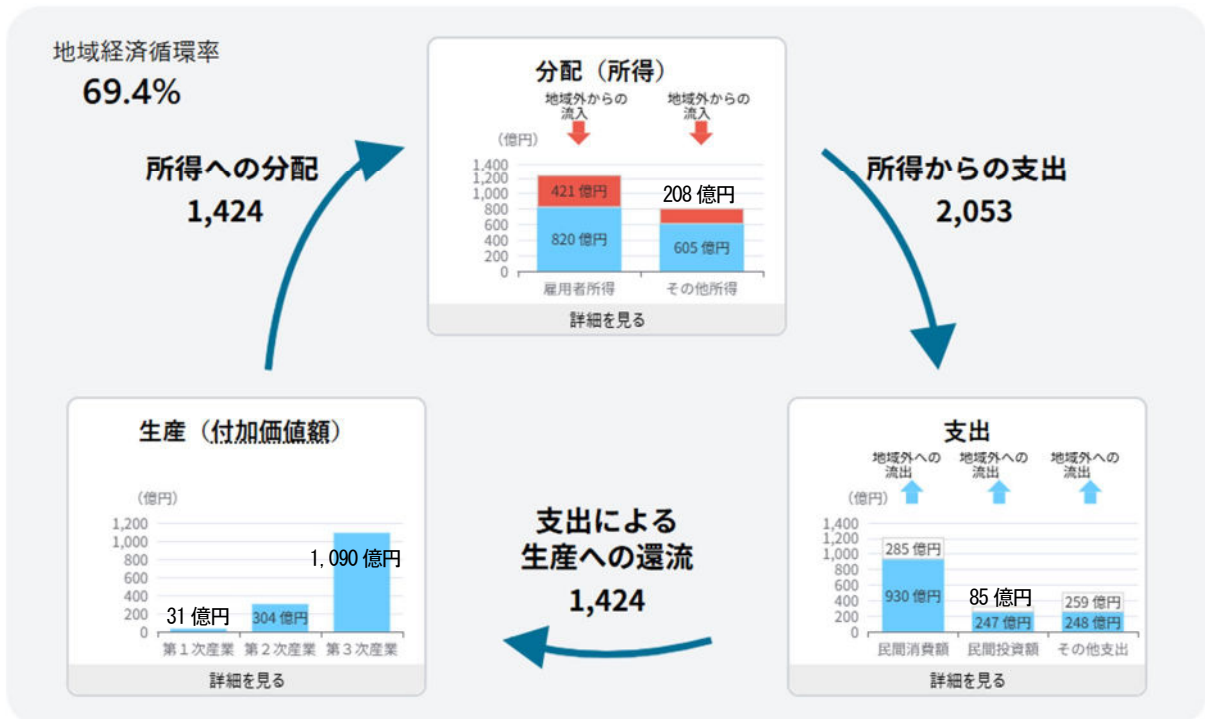 地域経済循環率
69.4%
所得への分配
1,424
分配（所得）
地域外からの
流入
地域外からの
流入
（億円）
1,400
1,200
1,000
800
600
400
200
0
421 億円
820 億円
208 億円
605 億円
雇用者所得
その他所得
詳細を見る
所得からの支出
2,053
生産（付加価値額）
（億円）
1,200
1,000
800
600
400
200
0
31 億円
304 億円
1,090 億円
第１次産業
第２次産業
第３次産業
詳細を見る
支出による
生産への還流
1,424
支出
地域外への
流出
地域外への
流出
地域外への
流出
（億円）
1,400
1,200
1,000
800
600
400
200
0
285 億円
930 億円
85 億円
247 億円
259 億円
248 億円
民間消費額
民間投資額
その他支出
詳細を見る